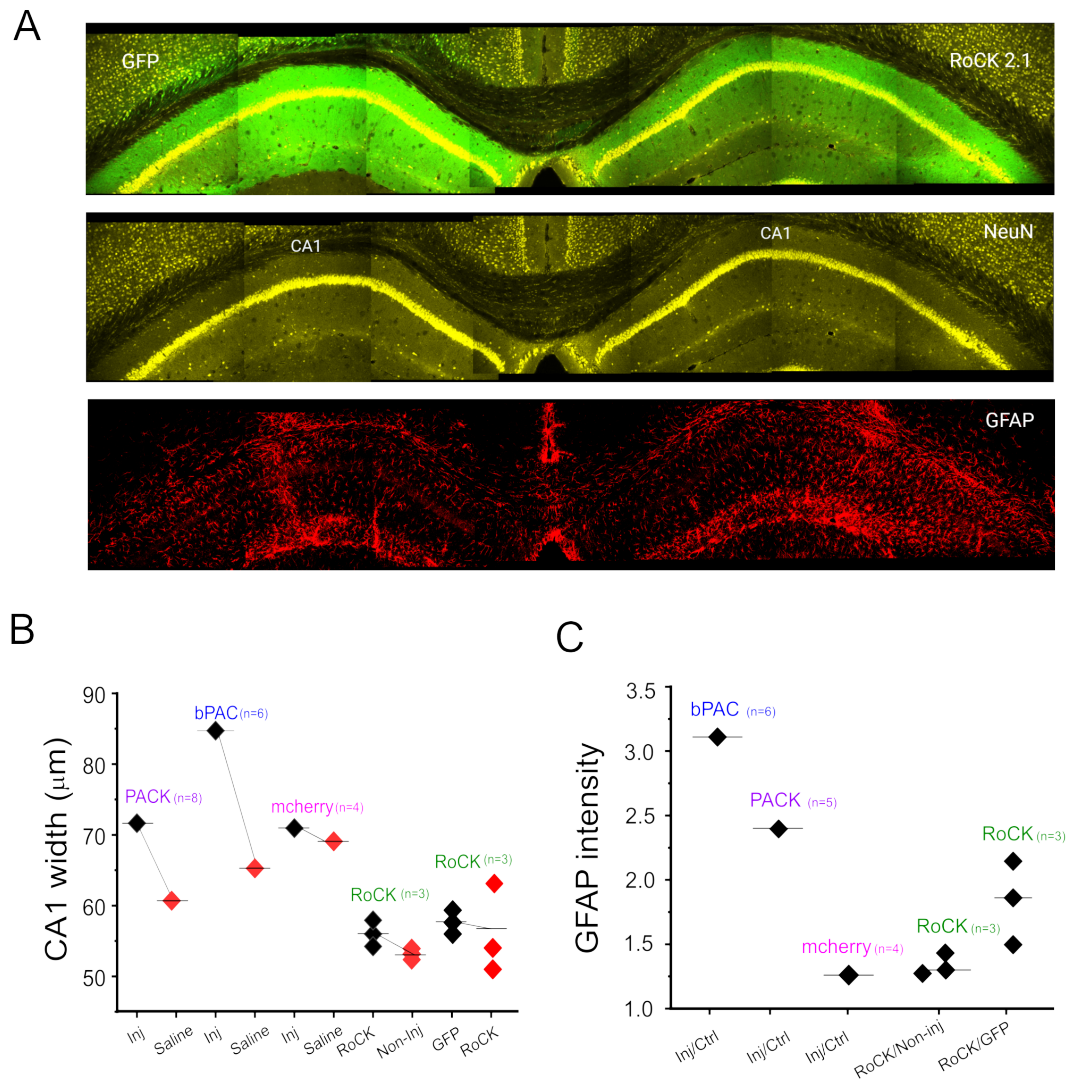 A
GFP
RoCK 2.1
NeuN
CA1
CA1
GFAP
B
CA1 width (µm)
90
80
70
60
50
bPAC (n=6)
PACK (n=8)
mcherry (n=4)
RoCK (n=3)
RoCK (n=3)
Inj
Saline
Inj
Saline
Inj
Saline
RoCK
Non-Inj
GFP
RoCK
C
GFAP intensity
3.5
3.0
2.5
2.0
1.5
1.0
bPAC (n=6)
PACK (n=5)
RoCK (n=3)
RoCK (n=3)
mcherry (n=4)
Inj/Ctrl
Inj/Ctrl
Inj/Ctrl
RoCK/Non-inj
RoCK/GFP